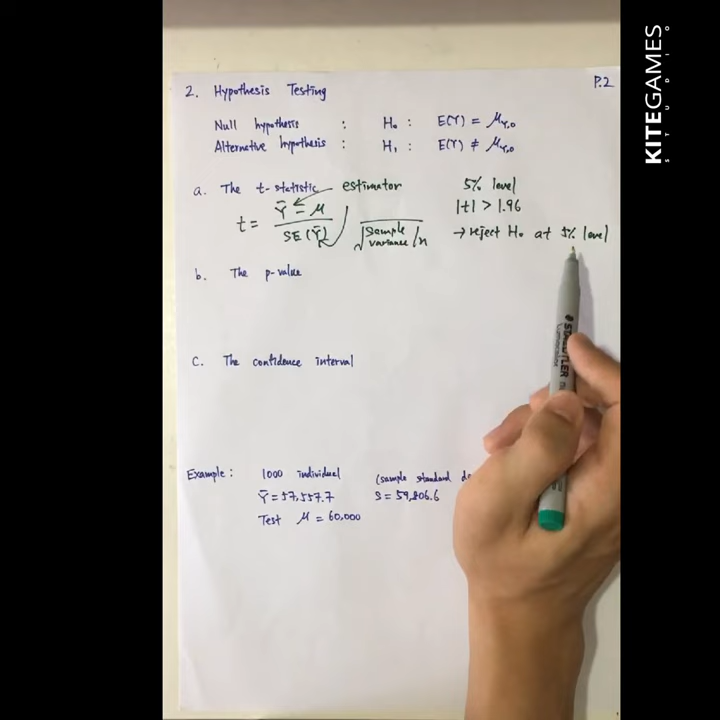 2. Hypothesis Testing
P.2
Null hypothesis : H₀ : E(Y) = μY,0
Alternative hypothesis : H₁ : E(Y) ≠ μY,0
a. The t-statistic estimator
t = Ȳ - μ / SE(Ȳ)
√sample variance/n
5% level
|t| > 1.96
→ reject H₀ at 5% level
b. The p-value
c. The confidence interval
Example : 1000 individual (sample standard
Ȳ = 57,557.7 S = 59,806.6
Test μ = 60,000
STAEDTLER
KITEGAMES
STUDIO